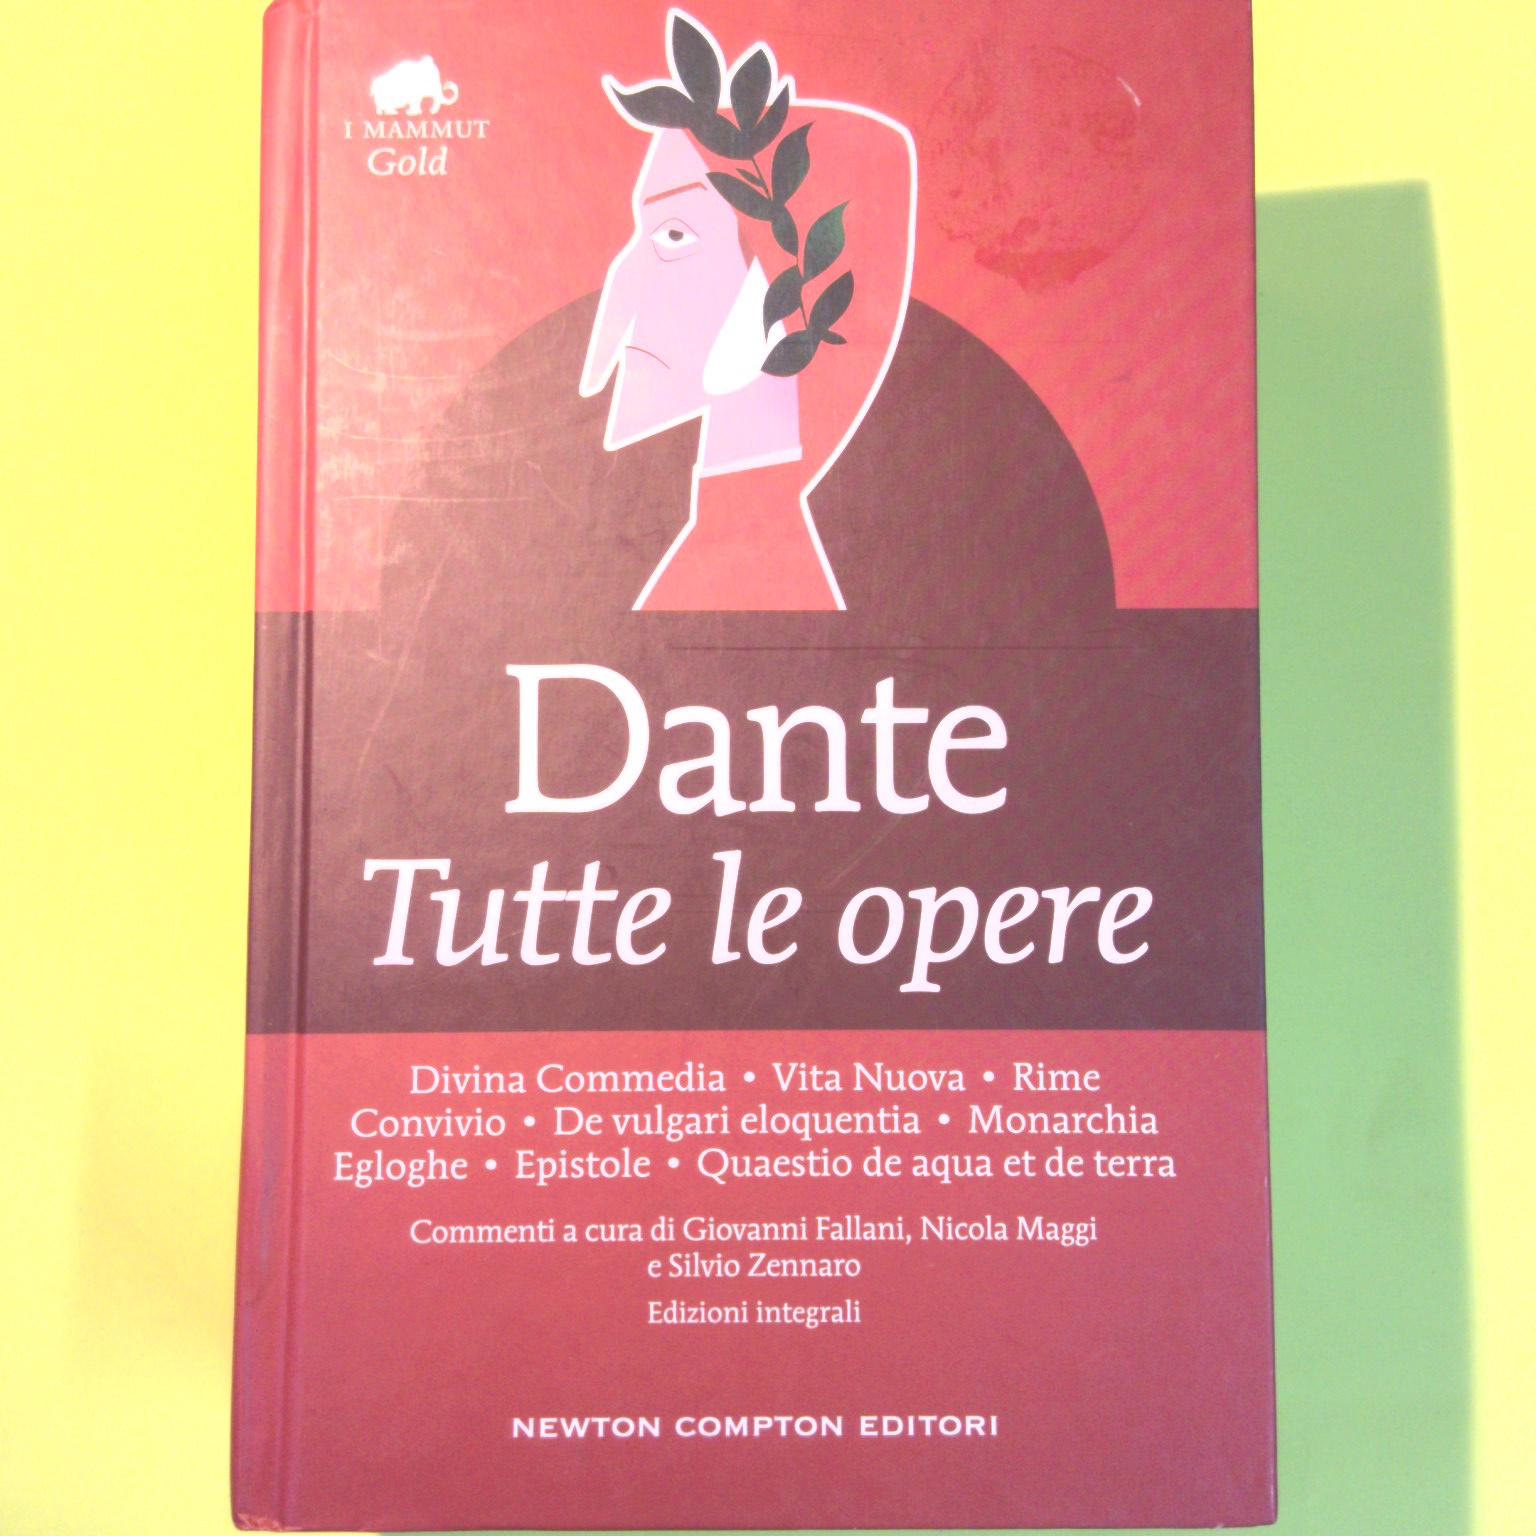 I MAMMUT
Gold
Dante
Tutte le opere
Divina Commedia • Vita Nuova • Rime
Convivio • De vulgari eloquentia • Monarchia
Egloghe • Epistole • Quaestio de aqua et de terra
Commenti a cura di Giovanni Fallani, Nicola Maggi
e Silvio Zennaro
Edizioni integrali
NEWTON COMPTON EDITORI